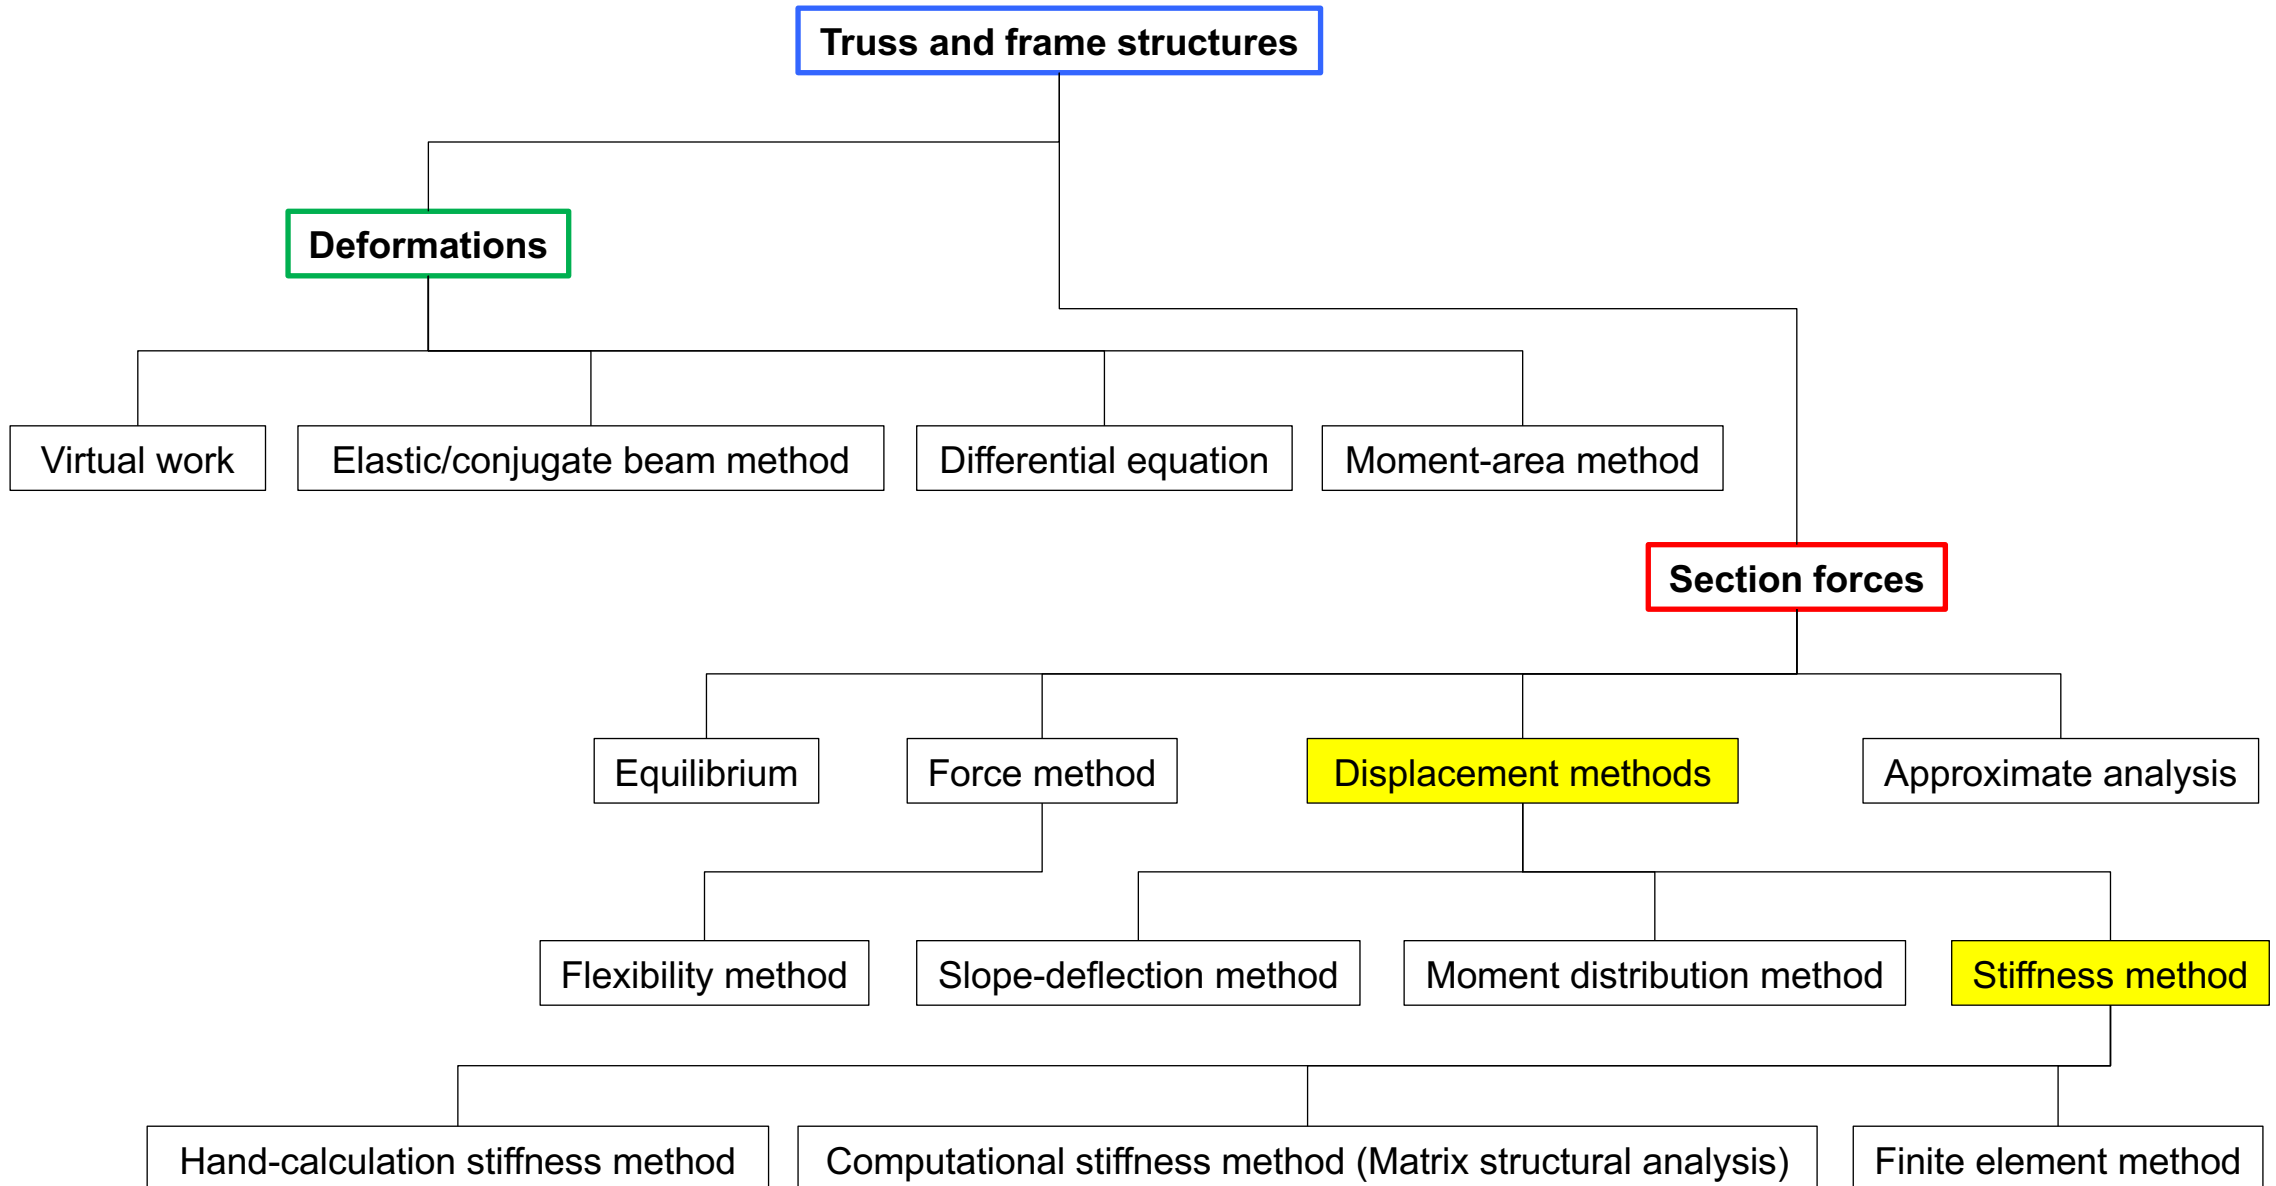 Truss and frame structures
Deformations
Virtual work
Elastic/conjugate beam method
Differential equation
Moment-area method
Section forces
Equilibrium
Force method
Displacement methods
Approximate analysis
Flexibility method
Slope-deflection method
Moment distribution method
Stiffness method
Hand-calculation stiffness method
Computational stiffness method (Matrix structural analysis)
Finite element method